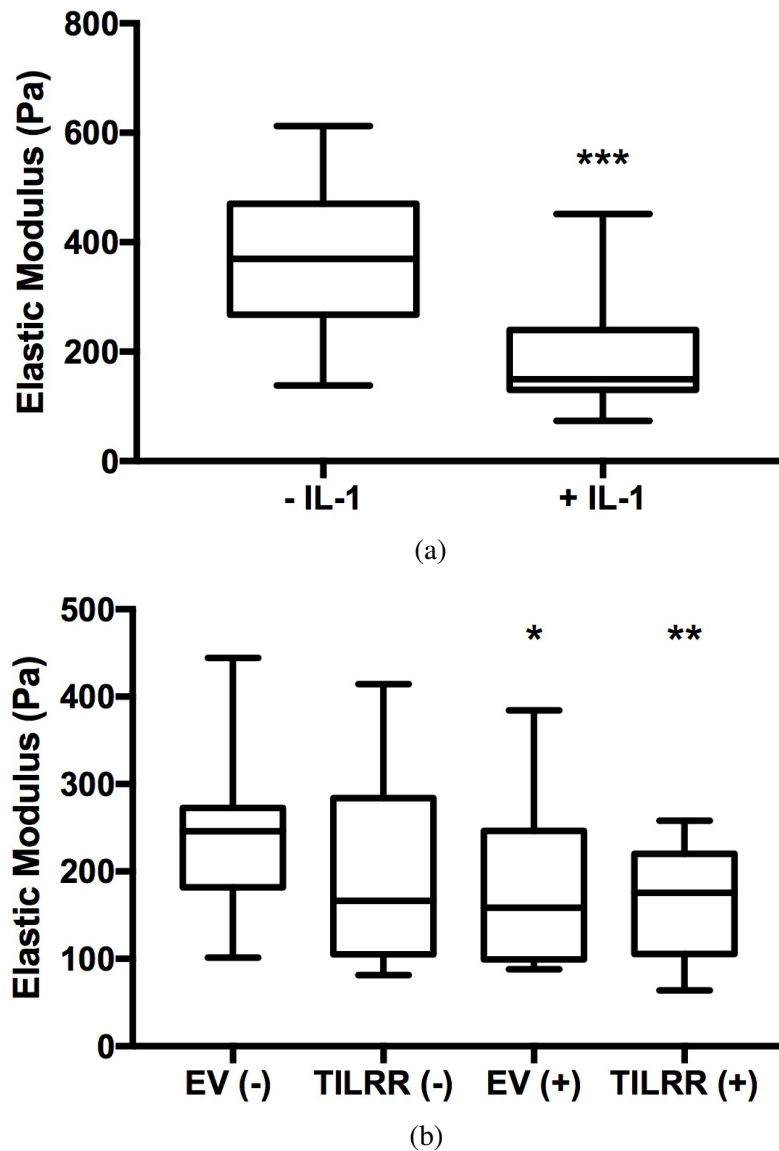 Elastic Modulus (Pa)
800
600
400
200
0
***
- IL-1
+ IL-1
(a)
Elastic Modulus (Pa)
500
400
300
200
100
0
*
**
EV (-)
TILRR (-)
EV (+)
TILRR (+)
(b)